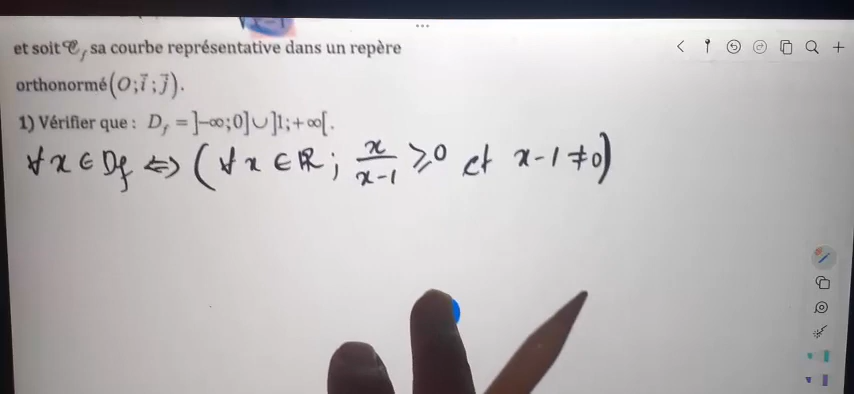 et soit 𝒞f sa courbe représentative dans un repère
orthonormé(O;i⃗;j⃗).
1) Vérifier que : Df = ]-∞;0]∪]1;+∞[.
∀x∈Df ⇔ (∀x∈ℝ; x/(x-1) ⩾0 et x-1≠0)